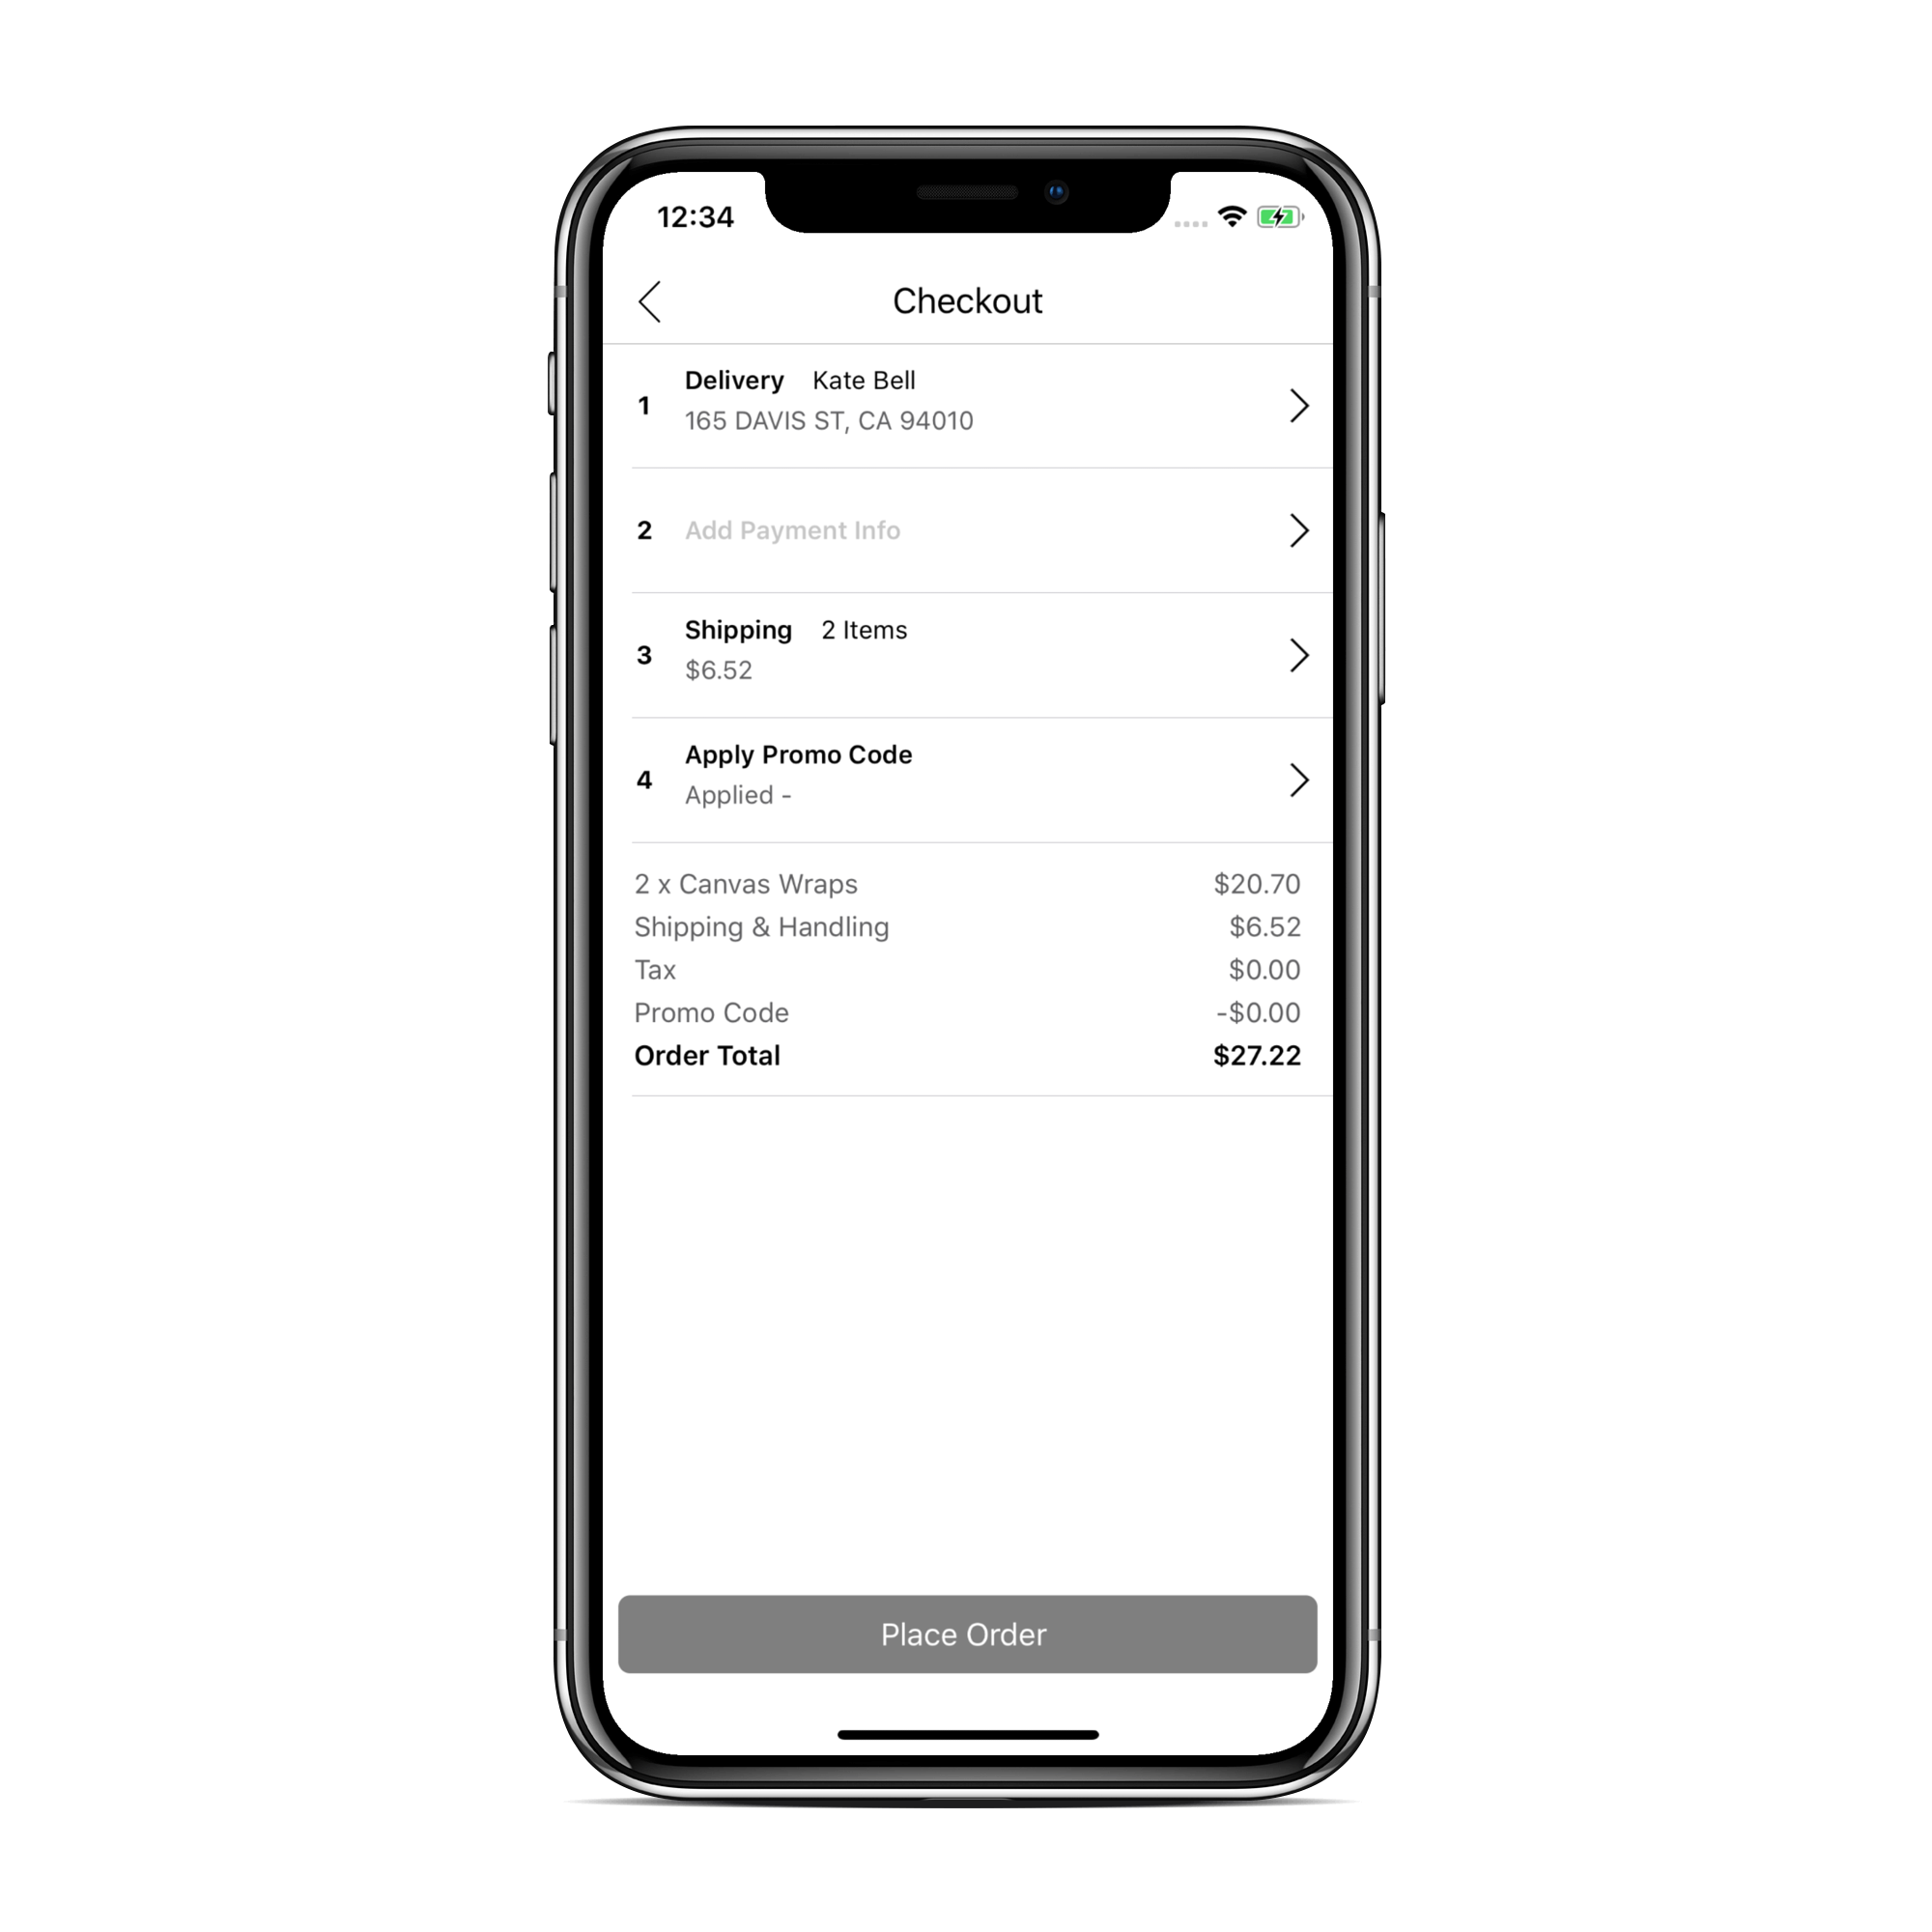 12:34
Checkout
1
Delivery Kate Bell
165 DAVIS ST, CA 94010
2 Add Payment Info
Shipping 2 Items
3
$6.52
Apply Promo Code
4
Applied -
2 x Canvas Wraps $20.70
Shipping & Handling $6.52
Tax $0.00
Promo Code -$0.00
Order Total $27.22
Place Order